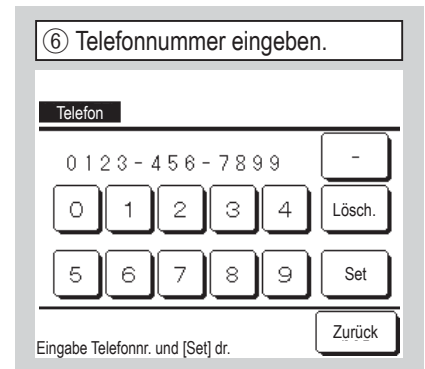 ⑥ Telefonnummer eingeben.
Telefon
0123-456-7899
-
0 1 2 3 4 Lösch.
5 6 7 8 9 Set
Eingabe Telefonnr. und [Set] dr.
Zurück